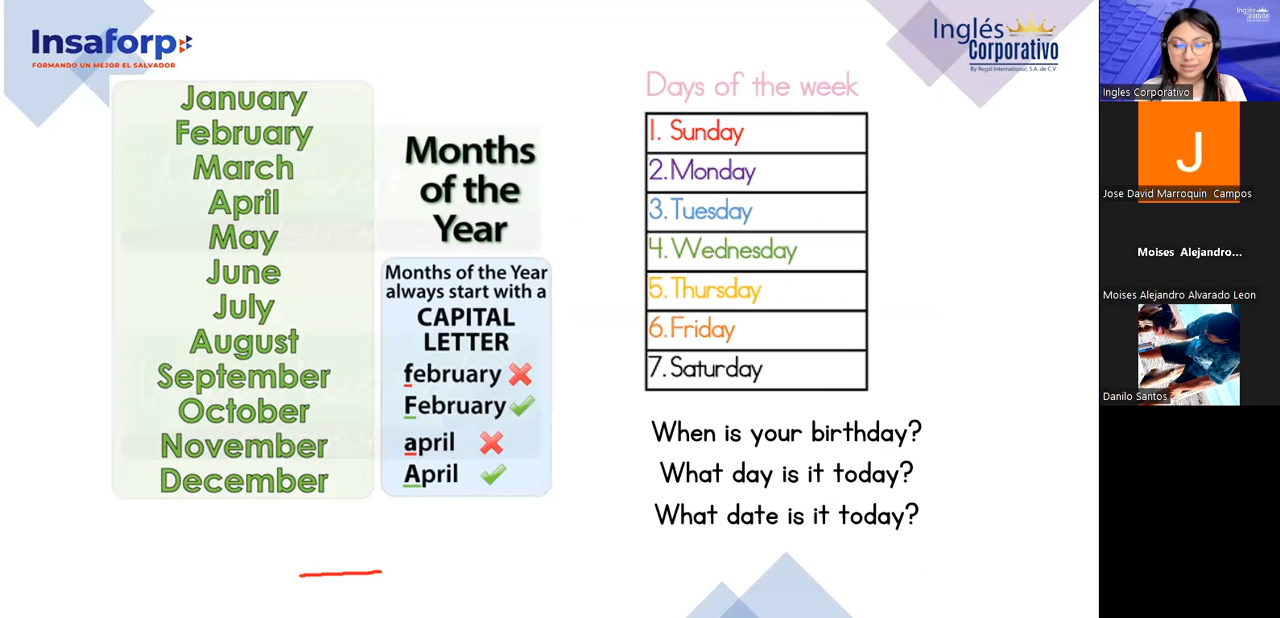 Insaforp
FORMANDO UN MEJOR EL SALVADOR
Inglés
Corporativo
By Regal International, S.A. de C.V.
January
February
March
April
May
June
July
August
September
October
November
December
Months
of the
Year
Months of the Year
always start with a
CAPITAL
LETTER
february
February
april
April
Days of the week
1. Sunday
2. Monday
3. Tuesday
4. Wednesday
5. Thursday
6. Friday
7. Saturday
When is your birthday?
What day is it today?
What date is it today?
Ingles Corporativo
J
Jose David Marroquin Campos
Moises Alejandro...
Moises Alejandro Alvarado Leon
Danilo Santos